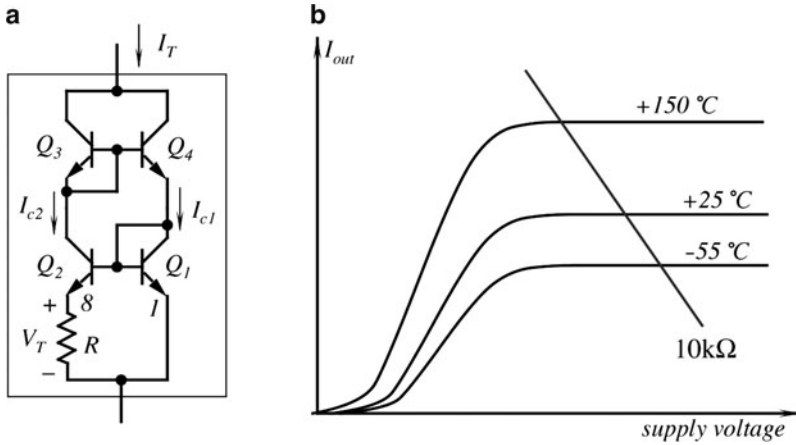 a
I_T
Q_3 Q_4
I_c2 I_c1
Q_2 Q_1
+ 8 1
V_T R
−
b
I_out
+150 °C
+25 °C
-55 °C
10kΩ
supply voltage